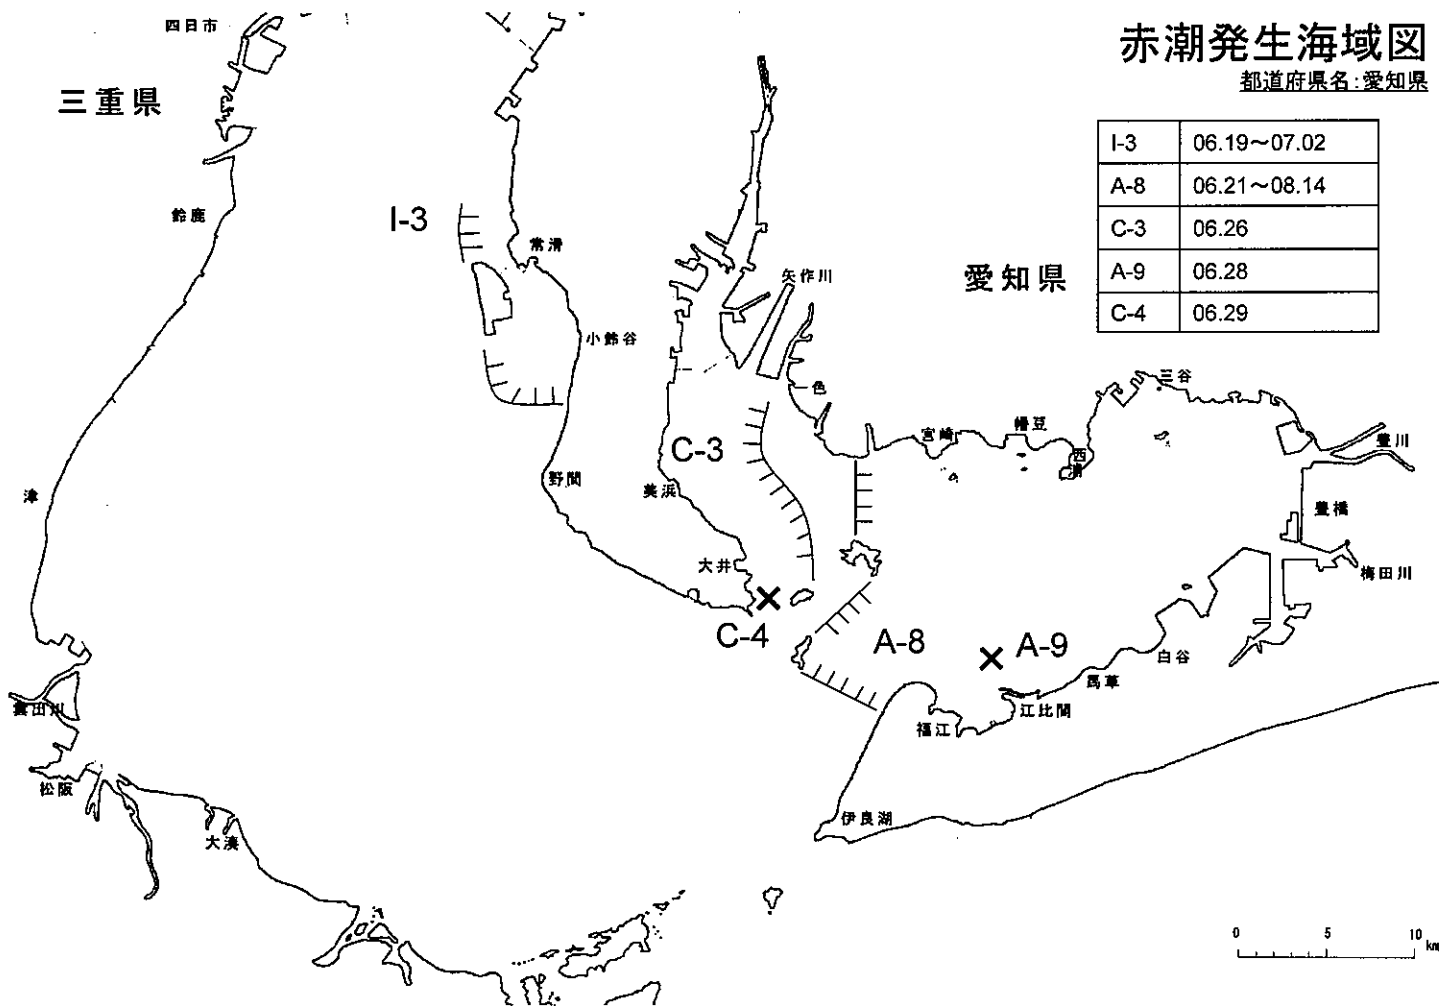 赤潮発生海域図
都道府県名:愛知県
I-3 06.19～07.02
A-8 06.21～08.14
C-3 06.26
A-9 06.28
C-4 06.29
四日市
三重県
鈴鹿
I-3
常滑
矢作川
愛知県
小鈴谷
一色
三谷
宮崎
幡豆
西浦
豊川
C-3
野間
美浜
津
豊橋
大井
梅田川
C-4
A-8
A-9
白谷
馬草
江比間
福江
雲出川
松阪
大湊
伊良湖
0 5 10 km